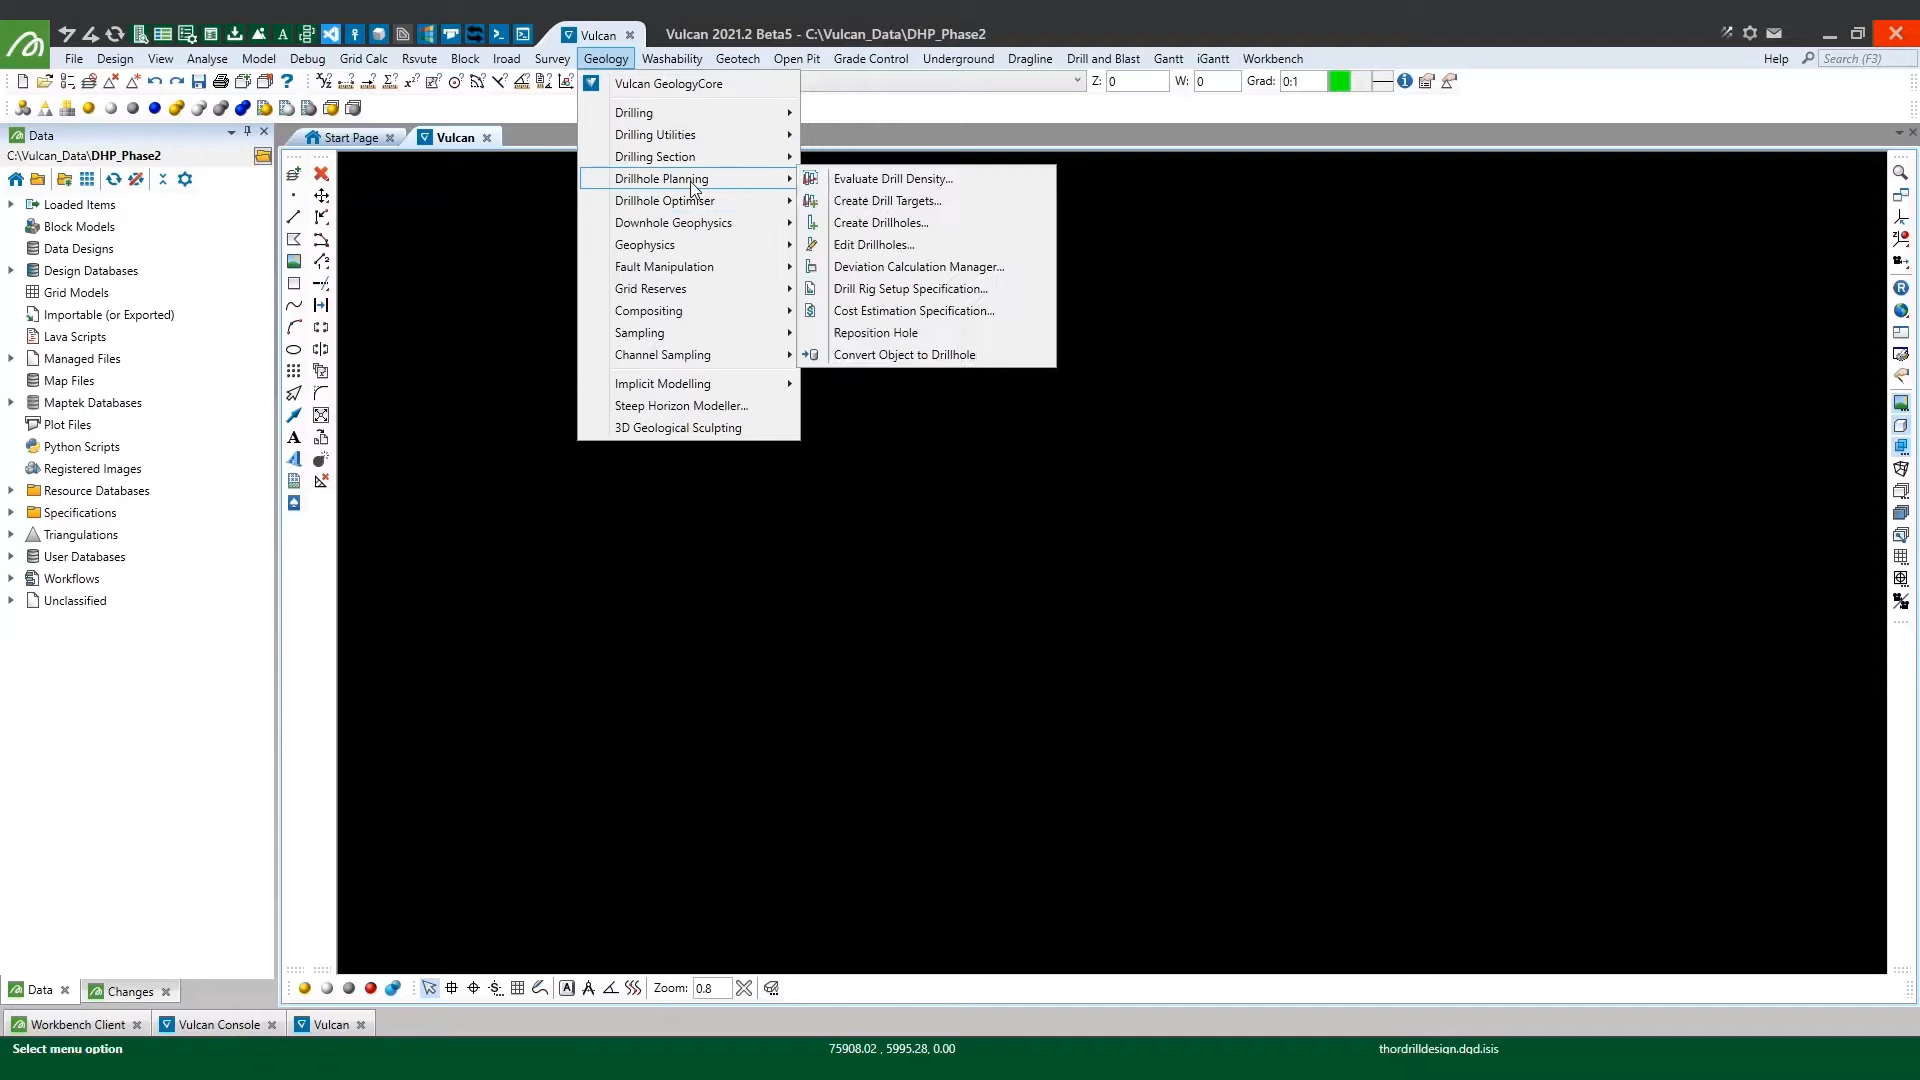 Vulcan
Vulcan 2021.2 Beta5 - C:\Vulcan_Data\DHP_Phase2
File Design View Analyse Model Debug Grid Calc Rsvute Block Iroad Survey Geology Washability Geotech Open Pit Grade Control Underground Dragline Drill and Blast Gantt iGantt Workbench Help Search (F3)
Z: 0 W: 0 Grad: 0:1
Data
Start Page Vulcan
C:\Vulcan_Data\DHP_Phase2
Loaded Items
Block Models
Data Designs
Design Databases
Grid Models
Importable (or Exported)
Lava Scripts
Managed Files
Map Files
Maptek Databases
Plot Files
Python Scripts
Registered Images
Resource Databases
Specifications
Triangulations
User Databases
Workflows
Unclassified
Vulcan GeologyCore
Drilling
Drilling Utilities
Drilling Section
Drillhole Planning
Drillhole Optimiser
Downhole Geophysics
Geophysics
Fault Manipulation
Grid Reserves
Compositing
Sampling
Channel Sampling
Implicit Modelling
Steep Horizon Modeller...
3D Geological Sculpting
Evaluate Drill Density...
Create Drill Targets...
Create Drillholes...
Edit Drillholes...
Deviation Calculation Manager...
Drill Rig Setup Specification...
Cost Estimation Specification...
Reposition Hole
Convert Object to Drillhole
Data Changes
Zoom: 0.8
Workbench Client Vulcan Console Vulcan
Select menu option 75908.02 , 5995.28, 0.00 thordrilldesign.dgd.isis